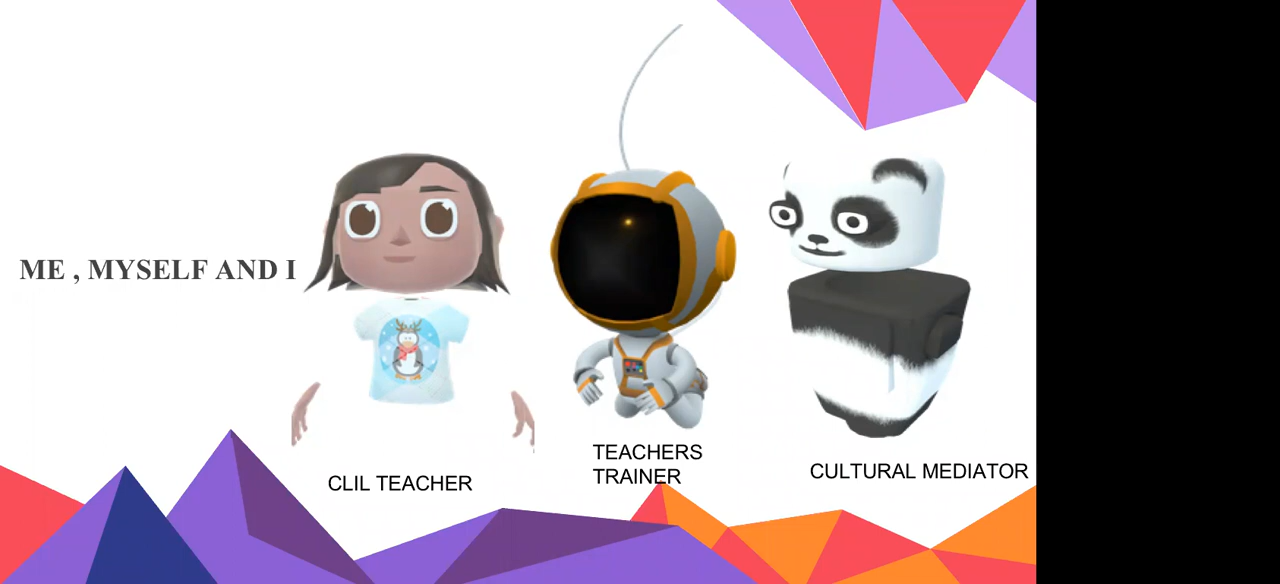 ME , MYSELF AND I
CLIL TEACHER
TEACHERS
TRAINER
CULTURAL MEDIATOR